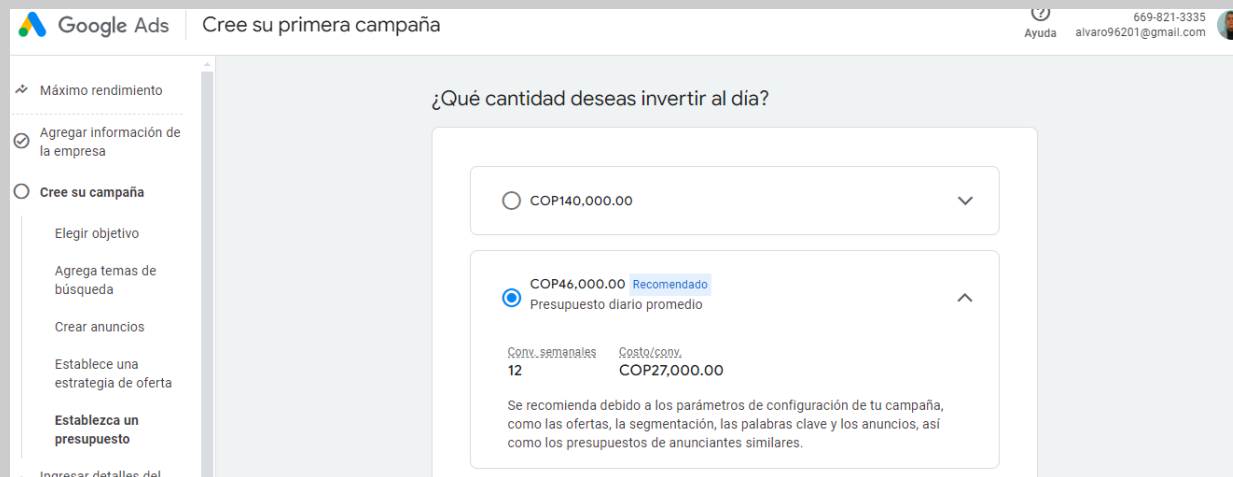 Google Ads
Cree su primera campaña
Ayuda
669-821-3335
alvaro96201@gmail.com
Máximo rendimiento
Agregar información de
la empresa
Cree su campaña
Elegir objetivo
Agrega temas de
búsqueda
Crear anuncios
Establece una
estrategia de oferta
Establezca un
presupuesto
Ingresar detalles del
¿Qué cantidad deseas invertir al día?
COP140,000.00
COP46,000.00 Recomendado
Presupuesto diario promedio
Conv. semanales Costo/conv.
12 COP27,000.00
Se recomienda debido a los parámetros de configuración de tu campaña,
como las ofertas, la segmentación, las palabras clave y los anuncios, así
como los presupuestos de anunciantes similares.